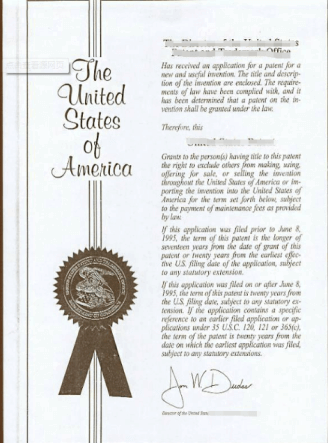 The
United
States
of
America
Has received an application for a patent for a
new and useful invention. The title and descrip-
tion of the invention are enclosed. The require-
ments of law have been complied with, and it
has been determined that a patent on the in-
vention shall be granted under the law.
Therefore, this
Grants to the person(s) having title to this patent
the right to exclude others from making, using,
offering for sale, or selling the invention
throughout the United States of America or im-
porting the invention into the United States of
America for the term set forth below, subject
to the payment of maintenance fees as provided
by law.
If this application was filed prior to June 8,
1995, the term of this patent is the longer of
seventeen years from the date of grant of this
patent or twenty years from the earliest effec-
tive U.S. filing date of the application, subject
to any statutory extension.
If this application was filed on or after June 8,
1995, the term of this patent is twenty years from
the U.S. filing date, subject to any statutory ex-
tension. If the application contains a specific
reference to an earlier filed application or ap-
plications under 35 U.S.C. 120, 121 or 365(c),
the term of the patent is twenty years from the
date on which the earliest application was filed,
subject to any statutory extensions.
Jon W Dudas
Director of the United States